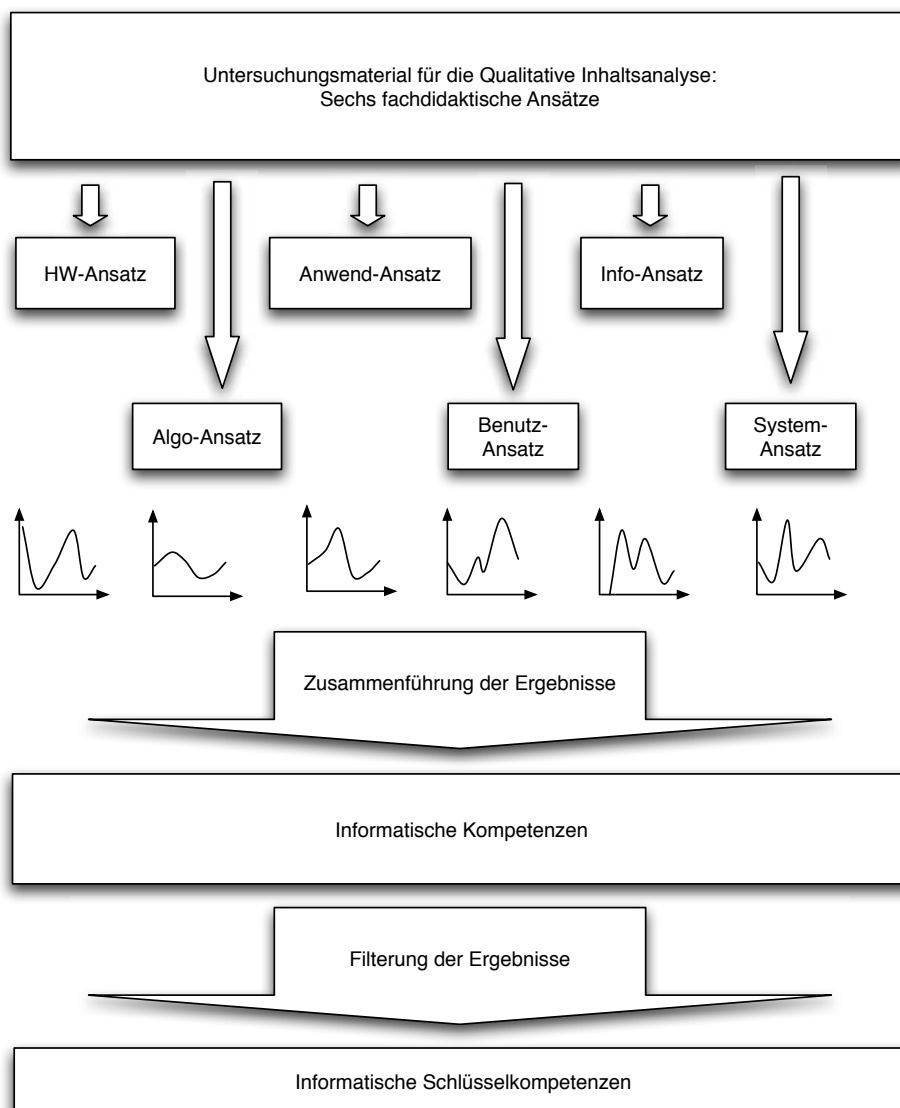 Untersuchungsmaterial für die Qualitative Inhaltsanalyse:
Sechs fachdidaktische Ansätze
HW-Ansatz
Anwend-Ansatz
Info-Ansatz
Algo-Ansatz
Benutz-
Ansatz
System-
Ansatz
Zusammenführung der Ergebnisse
Informatische Kompetenzen
Filterung der Ergebnisse
Informatische Schlüsselkompetenzen